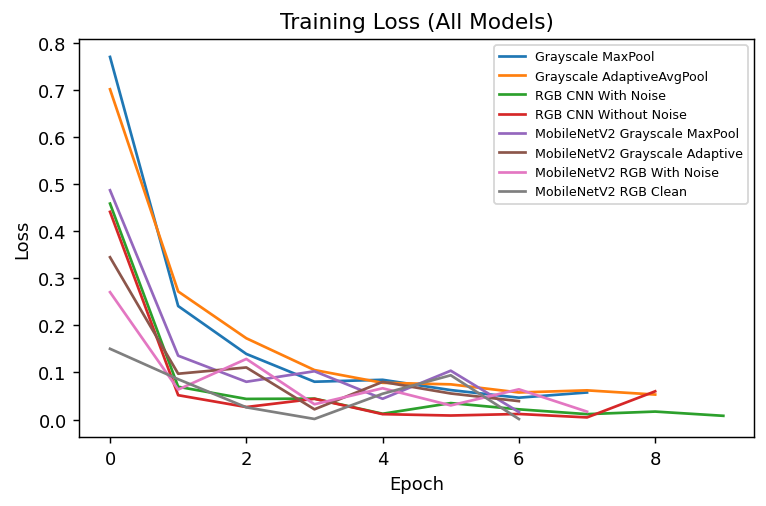 Training Loss (All Models)
0.8
0.7
0.6
0.5
0.4
0.3
0.2
0.1
0.0
Loss
Grayscale MaxPool
Grayscale AdaptiveAvgPool
RGB CNN With Noise
RGB CNN Without Noise
MobileNetV2 Grayscale MaxPool
MobileNetV2 Grayscale Adaptive
MobileNetV2 RGB With Noise
MobileNetV2 RGB Clean
0 2 4 6 8
Epoch